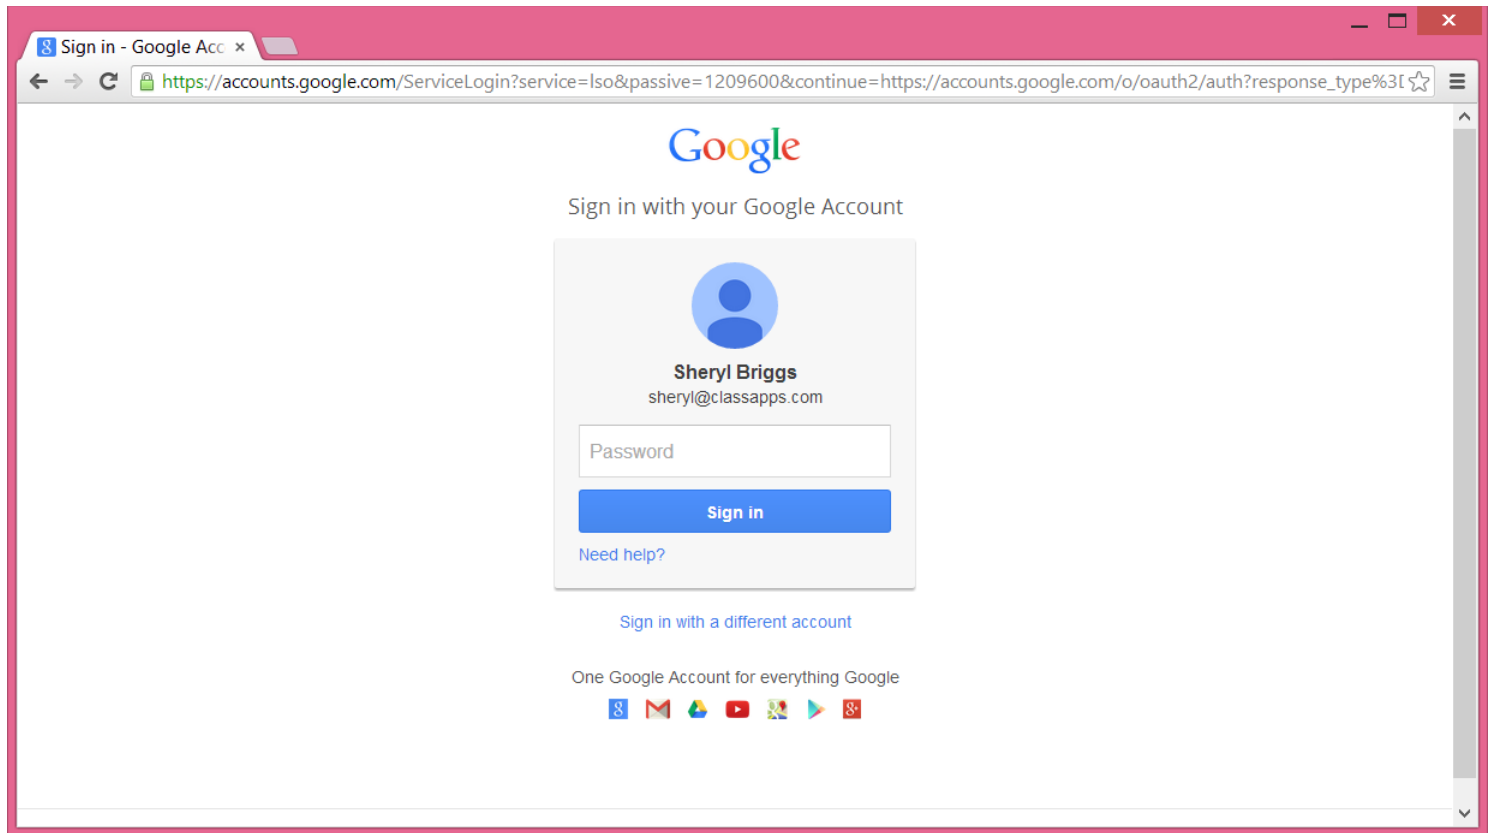 Sign in - Google Acc
https://accounts.google.com/ServiceLogin?service=lso&passive=1209600&continue=https://accounts.google.com/o/oauth2/auth?response_type%3D
Google
Sign in with your Google Account
Sheryl Briggs
sheryl@classapps.com
Password
Sign in
Need help?
Sign in with a different account
One Google Account for everything Google